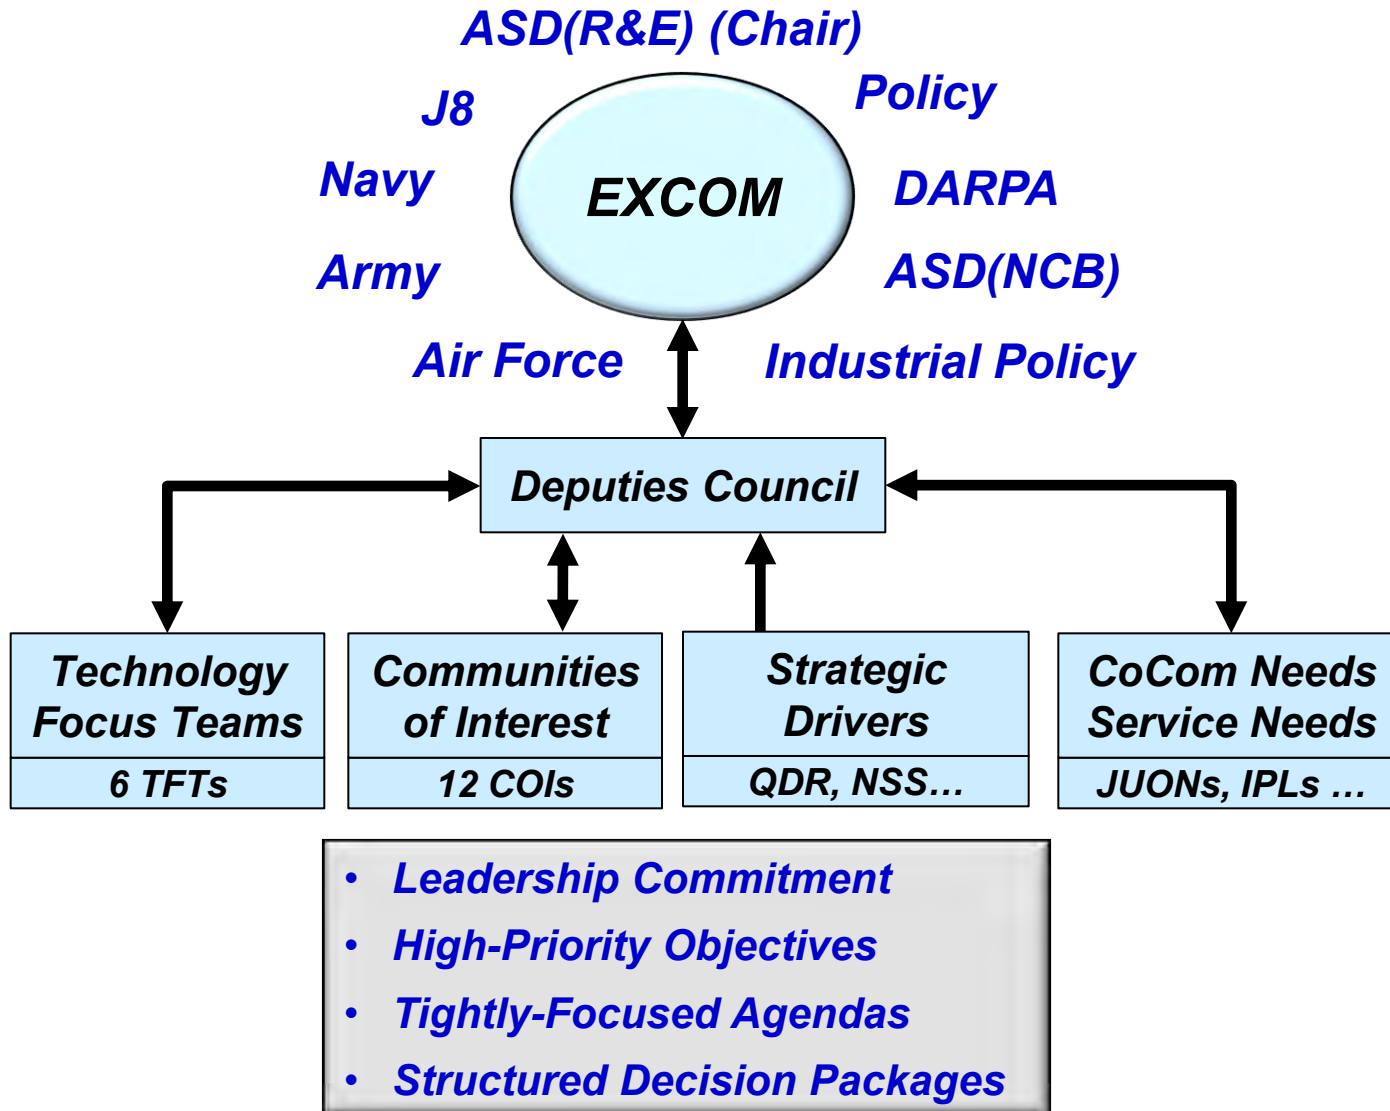 ASD(R&E) (Chair)
J8
Policy
Navy
EXCOM
DARPA
Army
ASD(NCB)
Air Force
Industrial Policy
Deputies Council
Technology
Focus Teams
6 TFTs
Communities
of Interest
12 COIs
Strategic
Drivers
QDR, NSS…
CoCom Needs
Service Needs
JUONs, IPLs …
• Leadership Commitment
• High-Priority Objectives
• Tightly-Focused Agendas
• Structured Decision Packages